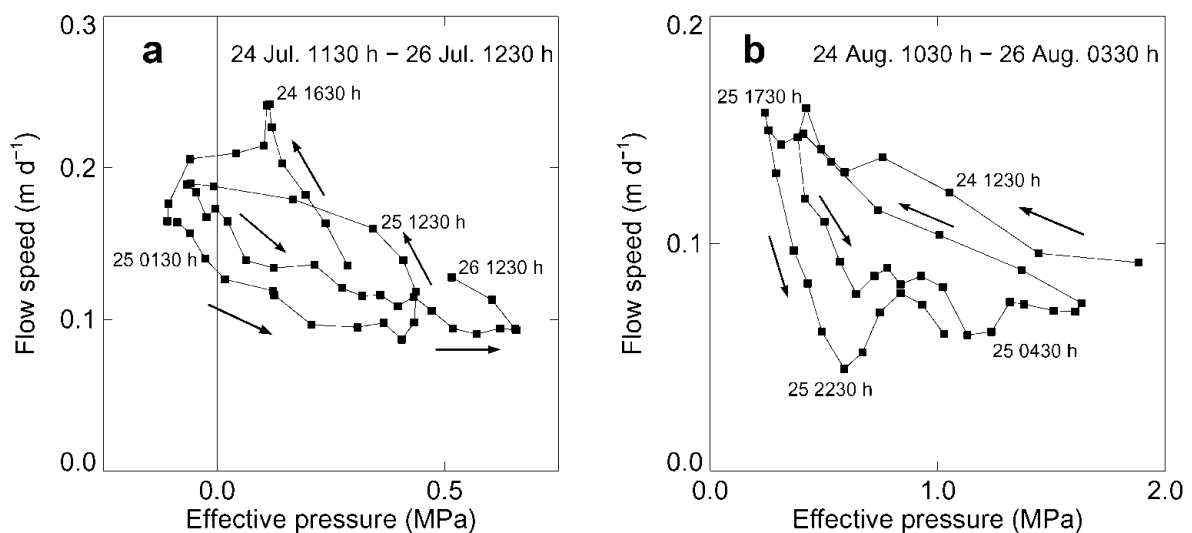 a
24 Jul. 1130 h – 26 Jul. 1230 h
0.3
0.2
0.1
0.0
Flow speed (m d⁻¹)
24 1630 h
25 1230 h
26 1230 h
25 0130 h
0.0
0.5
Effective pressure (MPa)
b
24 Aug. 1030 h – 26 Aug. 0330 h
0.2
0.1
0.0
Flow speed (m d⁻¹)
25 1730 h
24 1230 h
25 0430 h
25 2230 h
0.0
1.0
2.0
Effective pressure (MPa)